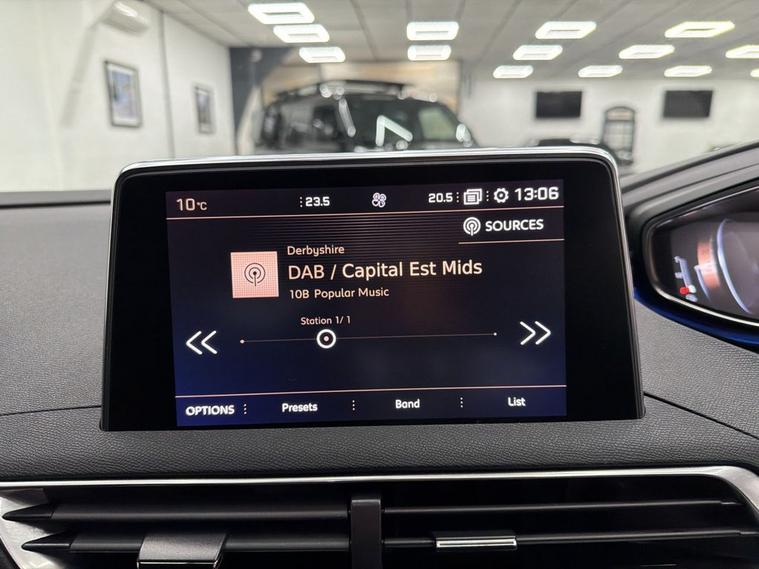 10°C 23.5 20.5 13:06
SOURCES
Derbyshire
DAB / Capital Est Mids
10B Popular Music
Station 1/ 1
OPTIONS Presets Band List